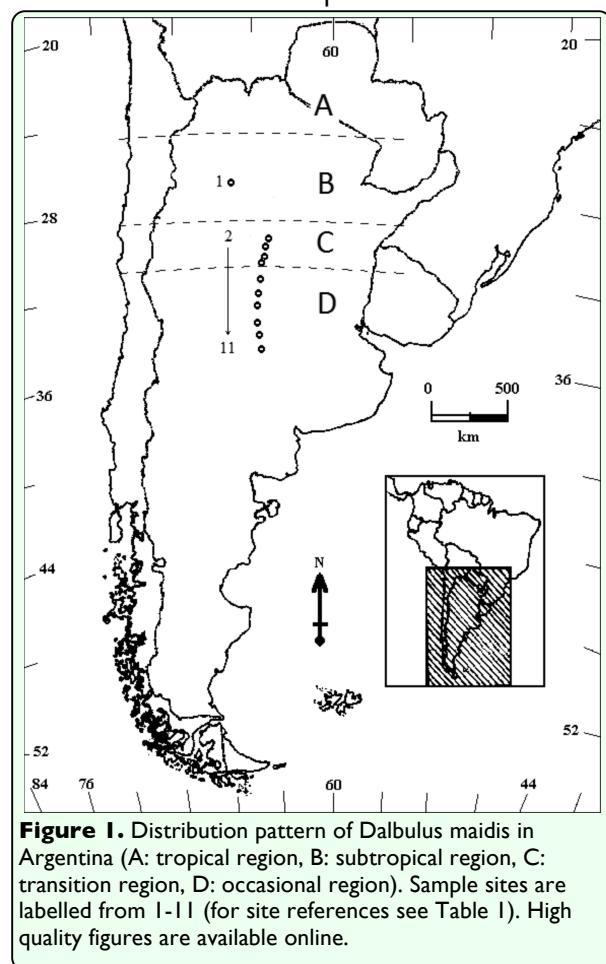 20
60
20
A
B
1
28
C
2
D
11
36
0 500
km
36
N
44
52
52
84 76 60 44
Figure 1. Distribution pattern of Dalbulus maidis in
Argentina (A: tropical region, B: subtropical region, C:
transition region, D: occasional region). Sample sites are
labelled from 1-11 (for site references see Table 1). High
quality figures are available online.